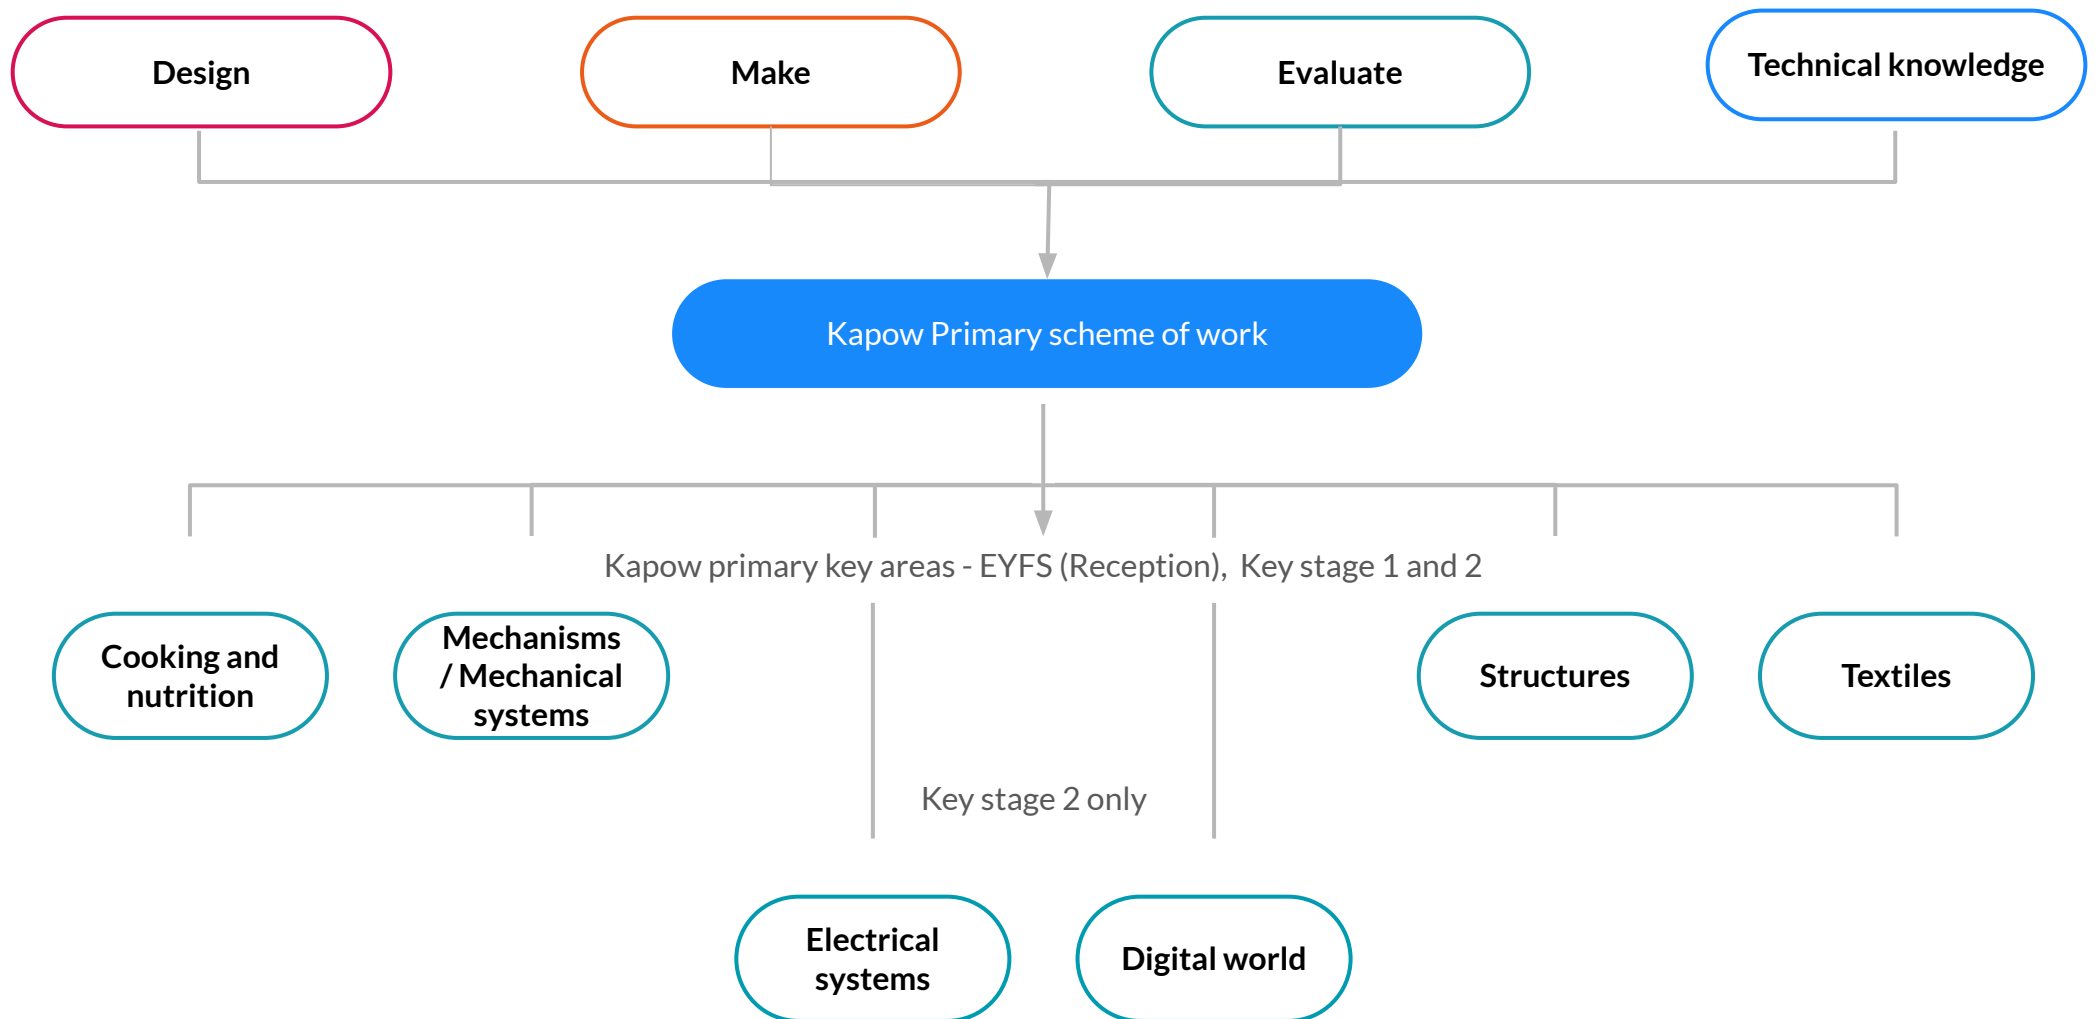 Design
Make
Evaluate
Technical knowledge
Kapow Primary scheme of work
Kapow primary key areas - EYFS (Reception),  Key stage 1 and 2
Cooking and
nutrition
Mechanisms
/ Mechanical
systems
Structures
Textiles
Key stage 2 only
Electrical
systems
Digital world